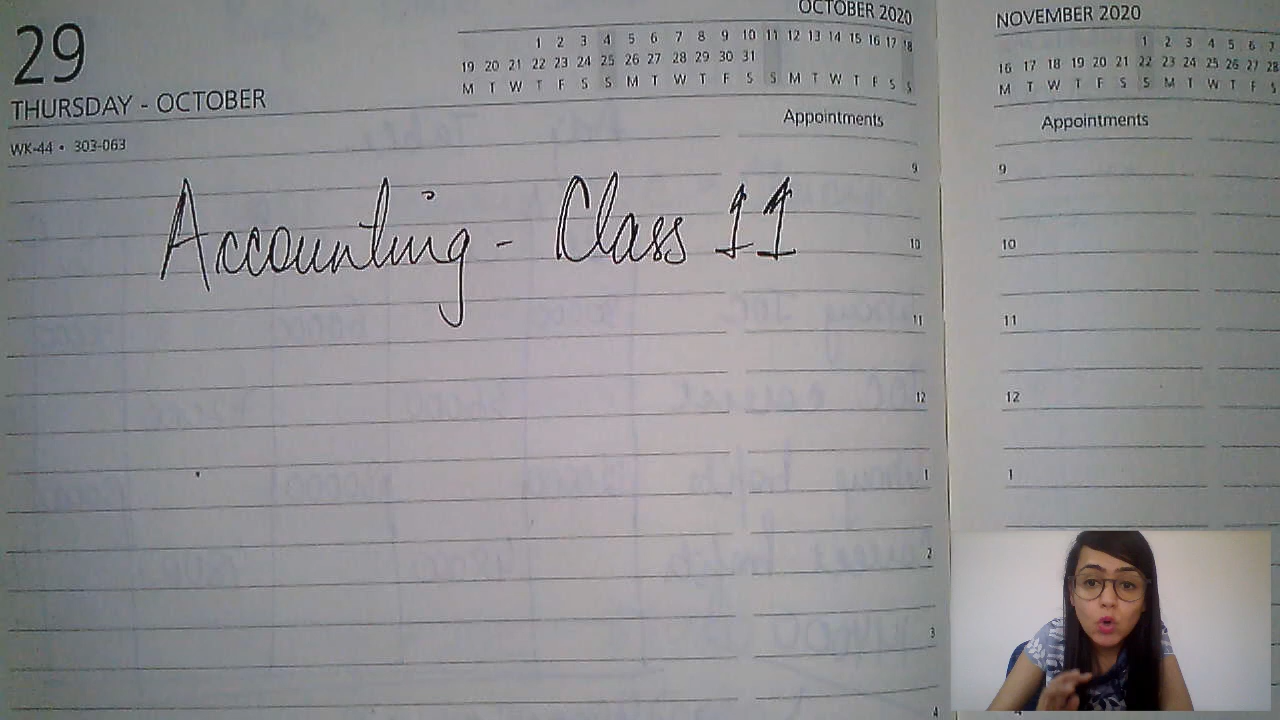 29
THURSDAY - OCTOBER
WK-44 • 303-063
OCTOBER 2020
1 2 3 4 5 6 7 8 9 10 11 12 13 14 15 16 17 18
19 20 21 22 23 24 25 26 27 28 29 30 31
M T W T F S S M T W T F S S M T W T F S S
Appointments
9
10
11
12
1
2
3
4
Accounting - Class 11
NOVEMBER 2020
1 2 3 4 5 6 7
16 17 18 19 20 21 22 23 24 25 26 27 28
M T W T F S S M T W T F S
Appointments
9
10
11
12
1